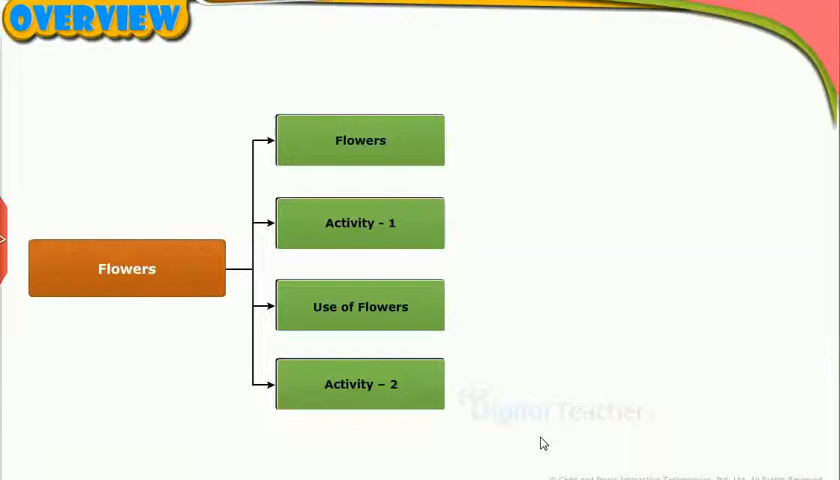 OVERVIEW
Flowers
Activity - 1
Flowers
Use of Flowers
Activity – 2
Digital Teacher